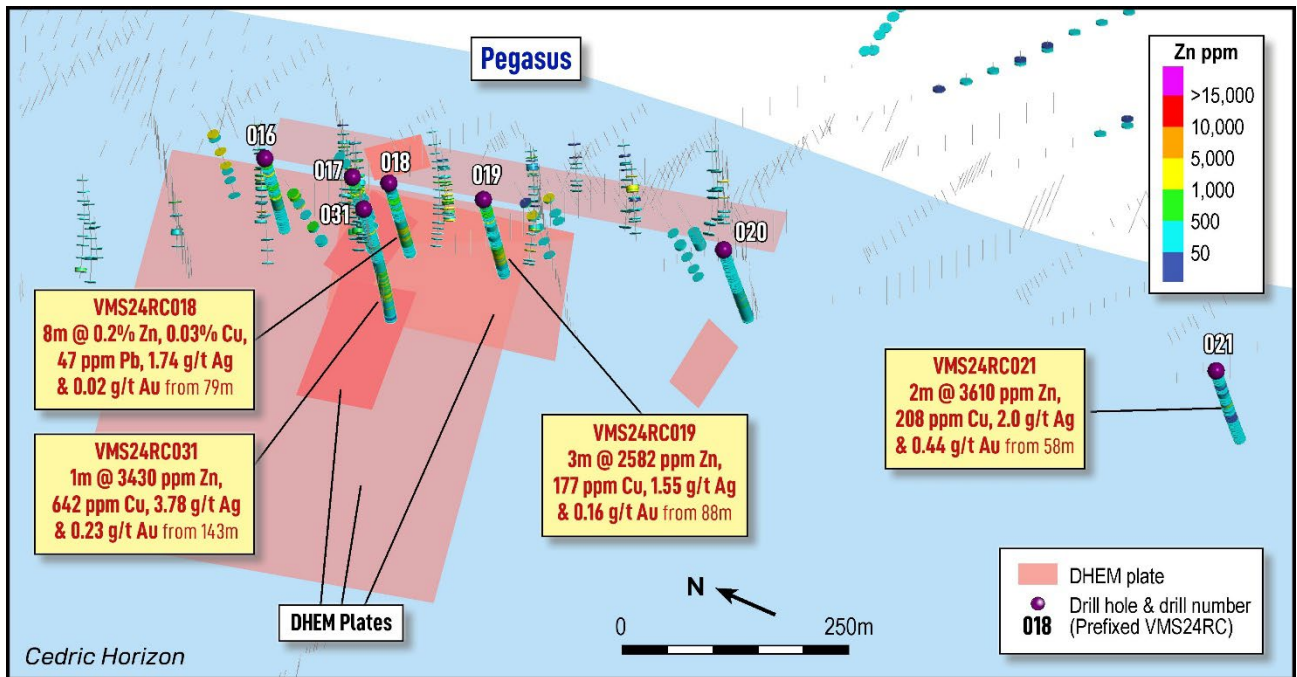 Pegasus
Zn ppm
>15,000
10,000
5,000
1,000
500
50
016
017
018
031
019
020
021
VMS24RC018
8m @ 0.2% Zn, 0.03% Cu,
47 ppm Pb, 1.74 g/t Ag
& 0.02 g/t Au from 79m
VMS24RC031
1m @ 3430 ppm Zn,
642 ppm Cu, 3.78 g/t Ag
& 0.23 g/t Au from 143m
VMS24RC019
3m @ 2582 ppm Zn,
177 ppm Cu, 1.55 g/t Ag
& 0.16 g/t Au from 88m
VMS24RC021
2m @ 3610 ppm Zn,
208 ppm Cu, 2.0 g/t Ag
& 0.44 g/t Au from 58m
DHEM Plates
N
0 250m
DHEM plate
Drill hole & drill number
018 (Prefixed VMS24RC)
Cedric Horizon